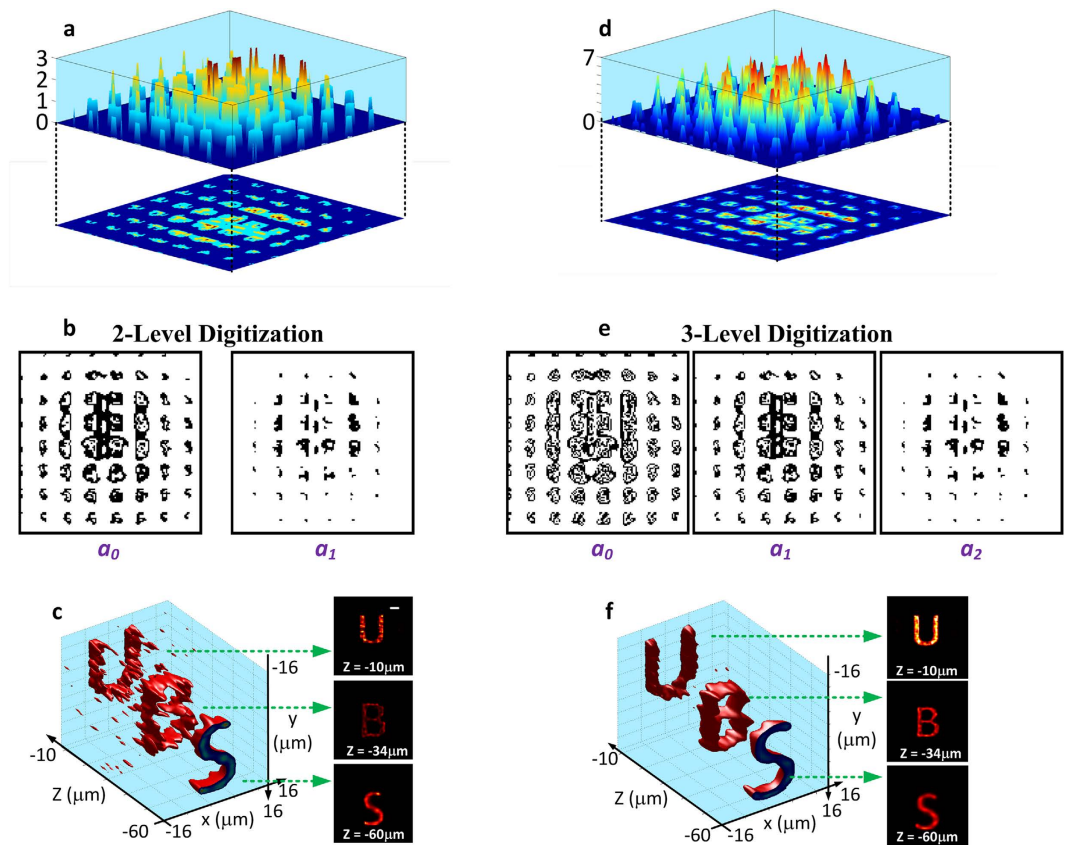 a
3
2
1
0
d
7
0
b
2-Level Digitization
a0
a1
e
3-Level Digitization
a0
a1
a2
c
U
Z = -10µm
B
Z = -34µm
S
Z = -60µm
-16
y
(µm)
16
16
x (µm)
-16
-60
Z (µm)
-10
f
U
Z = -10µm
B
Z = -34µm
S
Z = -60µm
-16
y
(µm)
16
16
x (µm)
-16
-60
Z (µm)
-10